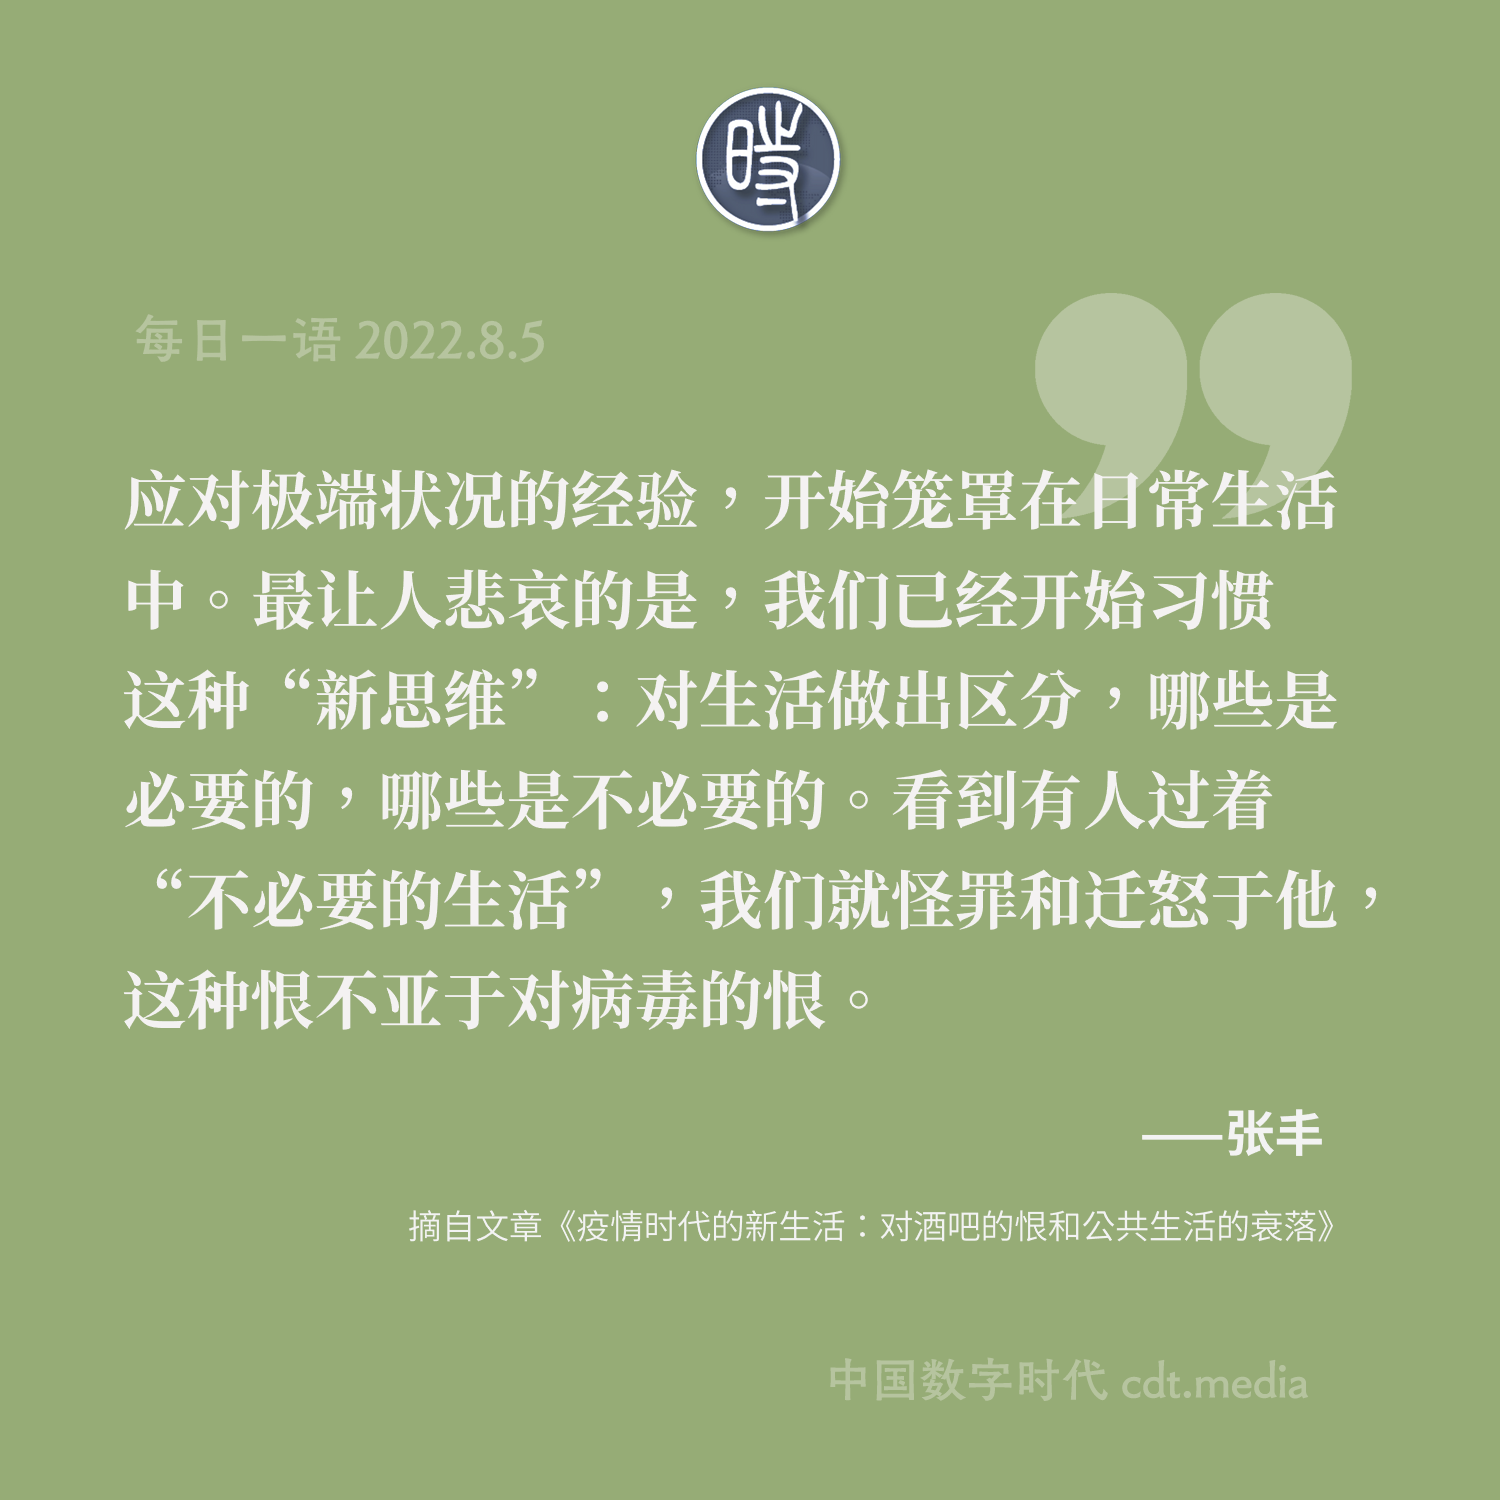 時
每日一语 2022.8.5
应对极端状况的经验，开始笼罩在日常生活
中。最让人悲哀的是，我们已经开始习惯
这种“新思维”：对生活做出区分，哪些是
必要的，哪些是不必要的。看到有人过着
“不必要的生活”，我们就怪罪和迁怒于他，
这种恨不亚于对病毒的恨。
——张丰
摘自文章《疫情时代的新生活：对酒吧的恨和公共生活的衰落》
中国数字时代 cdt.media